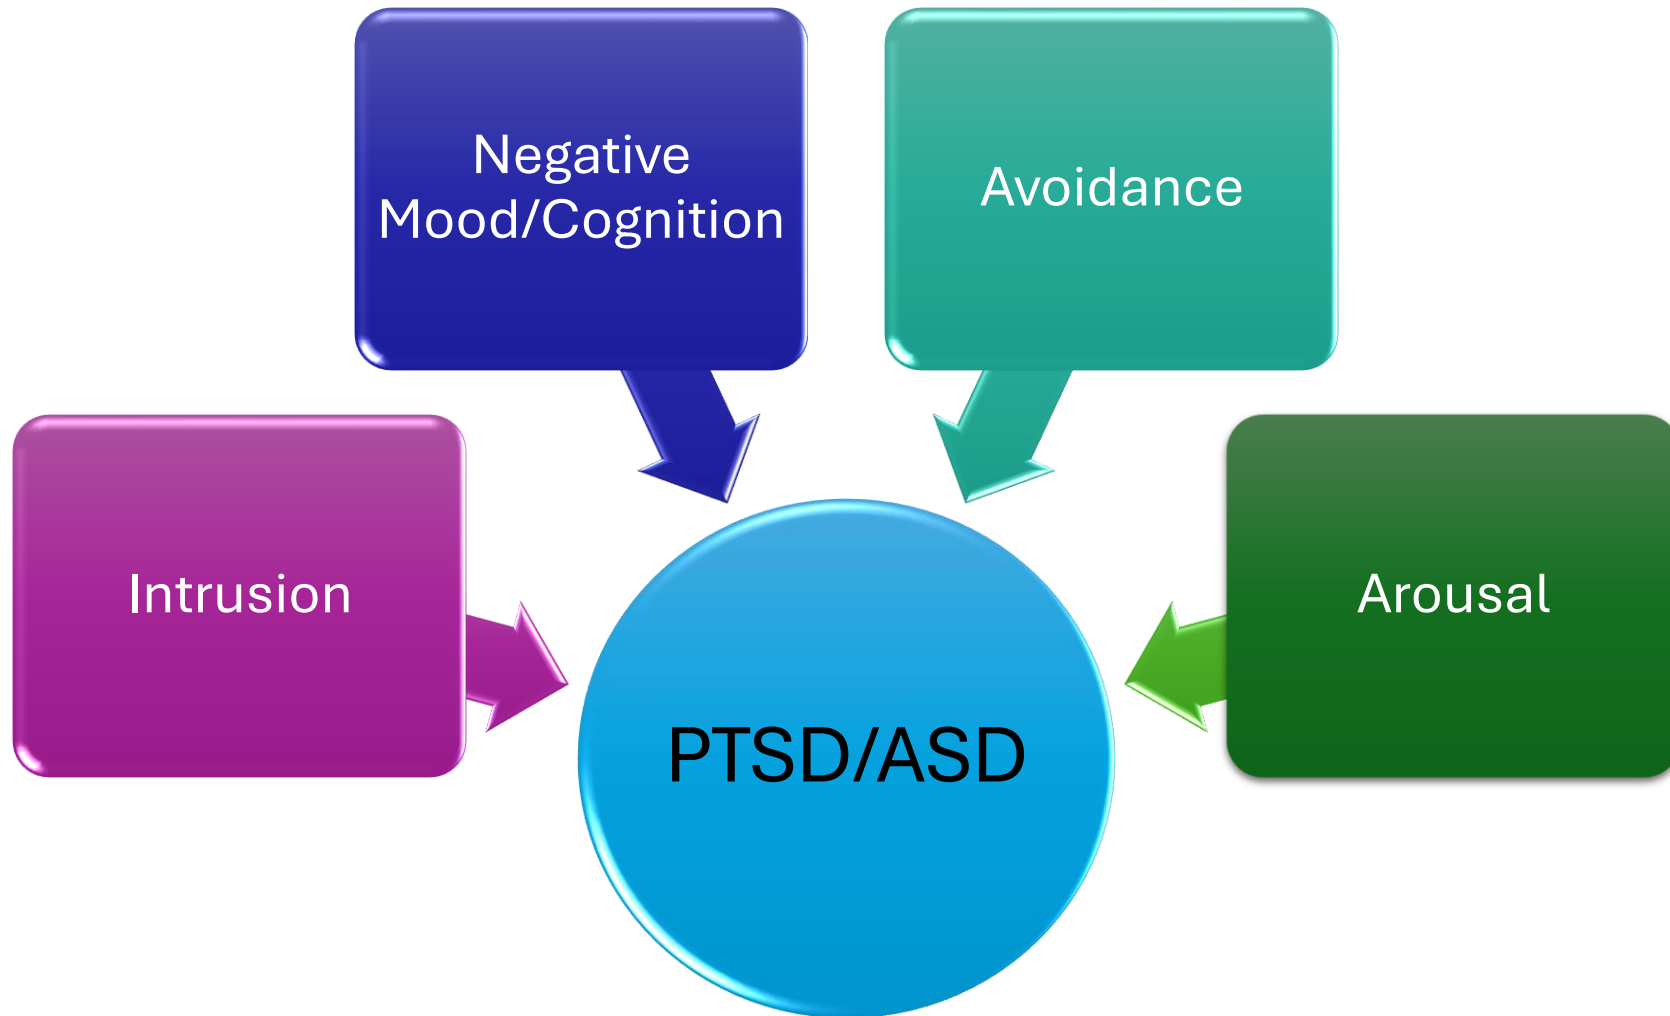 Negative
Mood/Cognition
Avoidance
Intrusion
Arousal
PTSD/ASD